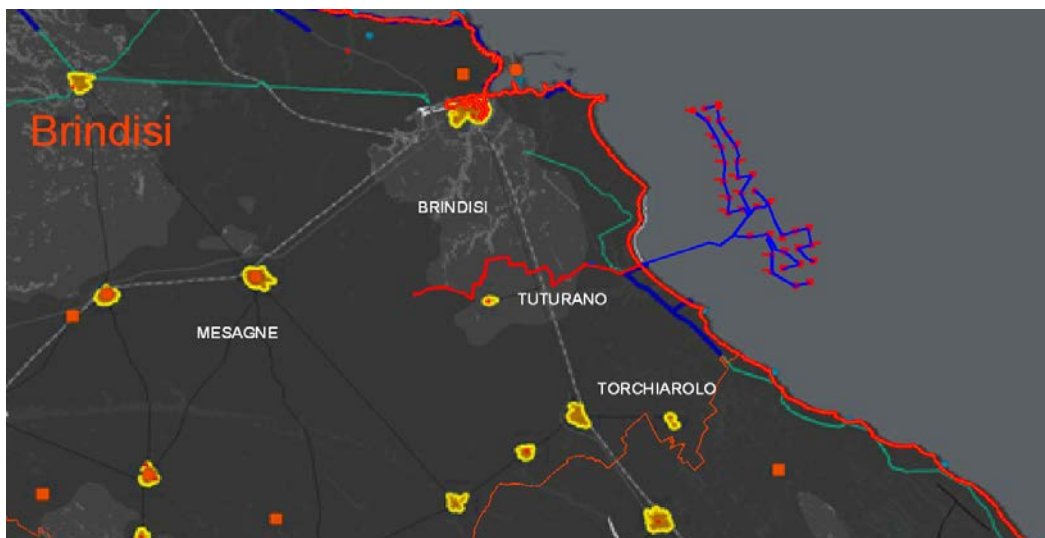 Brindisi
BRINDISI
TUTURANO
MESAGNE
TORCHIAROLO